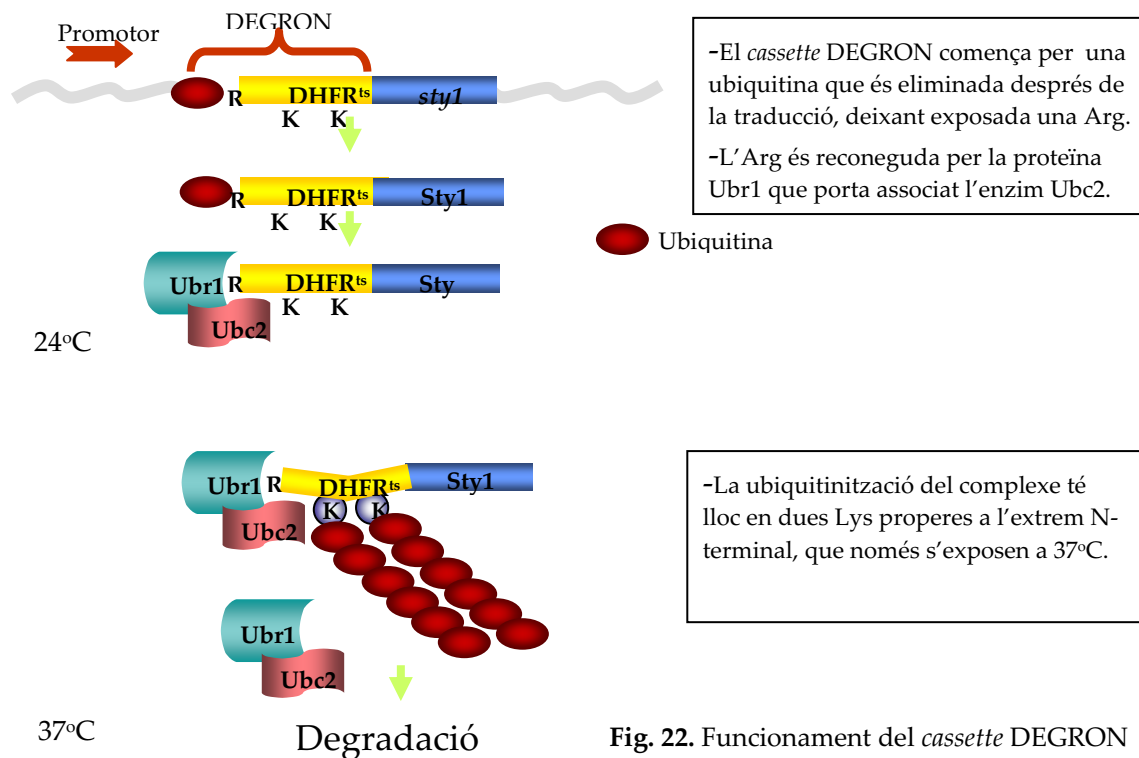 DEGRON
Promotor
R DHFRᵗˢ sty1
K K
R DHFRᵗˢ Sty1
K K
Ubr1 R DHFRᵗˢ Sty
Ubc2 K K
24ºC
-El cassette DEGRON comença per una
ubiquitina que és eliminada després de
la traducció, deixant exposada una Arg.
-L'Arg és reconeguda per la proteïna
Ubr1 que porta associat l'enzim Ubc2.
Ubiquitina
Ubr1 R DHFRᵗˢ Sty1
Ubc2 K K
Ubr1
Ubc2
37ºC
Degradació
-La ubiquitinització del complexe té
lloc en dues Lys properes a l'extrem N-
terminal, que només s'exposen a 37ºC.
Fig. 22. Funcionament del cassette DEGRON